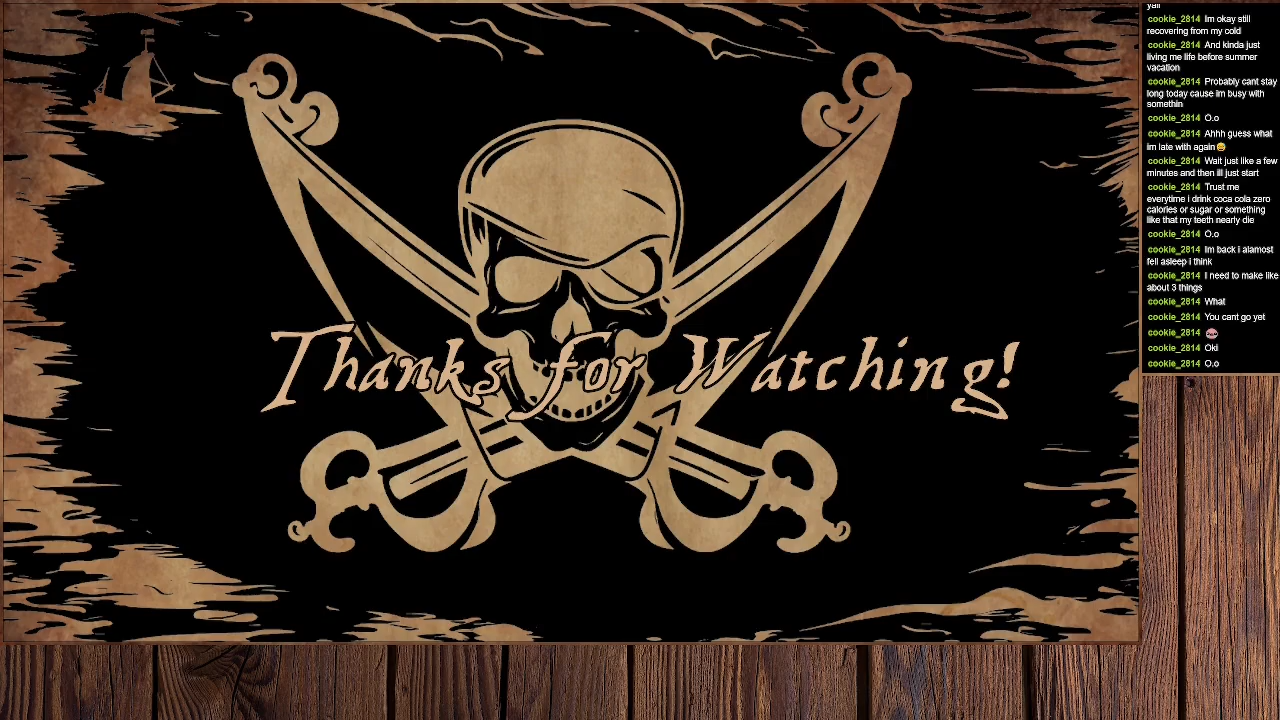 Thanks for Watching!
yall
cookie_2814 Im okay still
recovering from my cold
cookie_2814 And kinda just
living me life before summer
vacation
cookie_2814 Probably cant stay
long today cause im busy with
somethin
cookie_2814 O.o
cookie_2814 Ahhh guess what
im late with again😅
cookie_2814 Wait just like a few
minutes and then ill just start
cookie_2814 Trust me
everytime i drink coca cola zero
calories or sugar or something
like that my teeth nearly die
cookie_2814 O.o
cookie_2814 Im back i alamost
fell asleep i think
cookie_2814 I need to make like
about 3 things
cookie_2814 What
cookie_2814 You cant go yet
cookie_2814
cookie_2814 Oki
cookie_2814 O.o